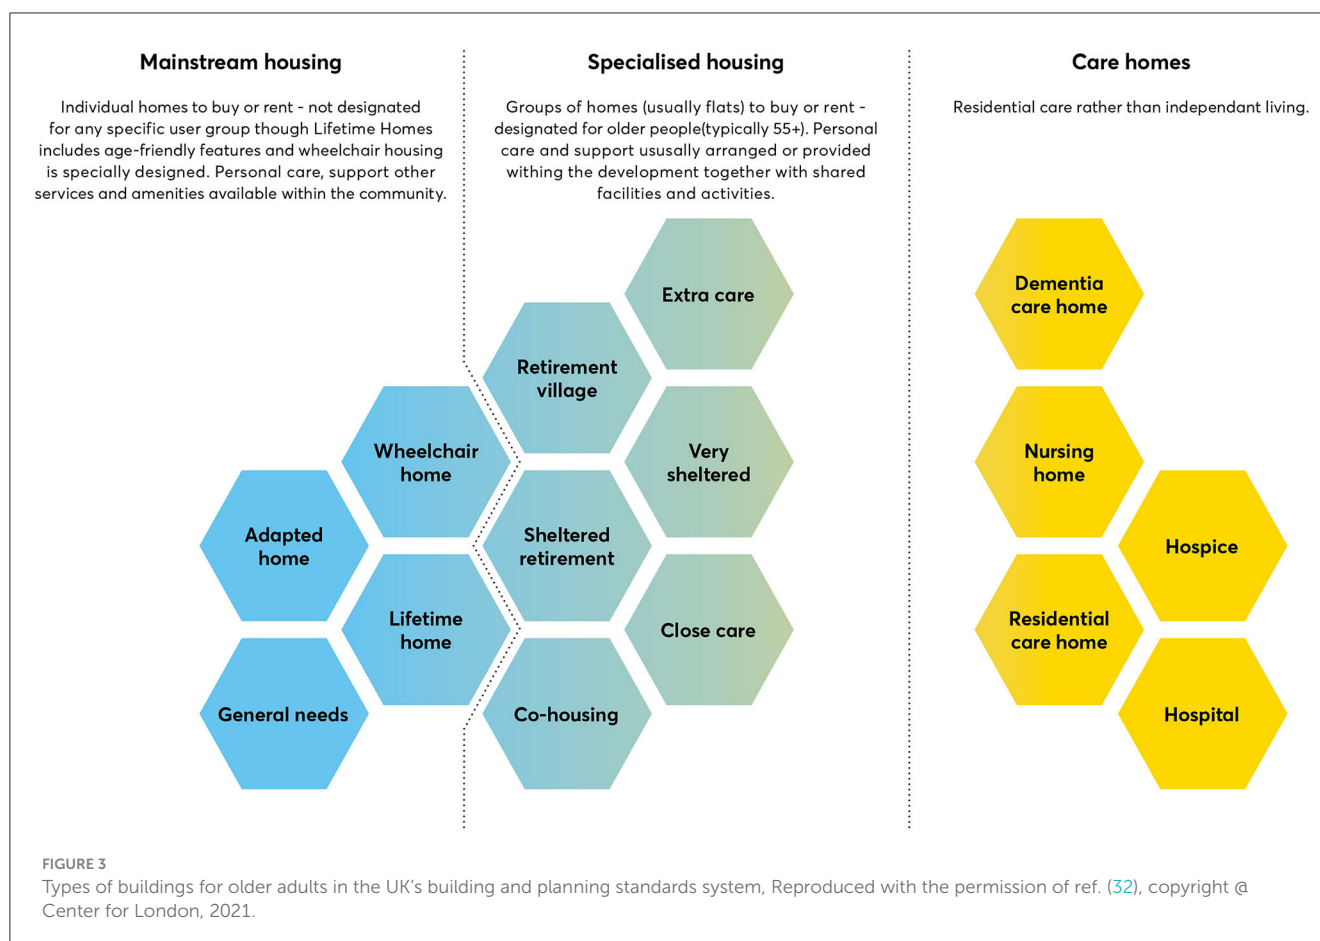 Mainstream housing
Individual homes to buy or rent - not designated
for any specific user group though Lifetime Homes
includes age-friendly features and wheelchair housing
is specially designed. Personal care, support other
services and amenities available within the community.
Specialised housing
Groups of homes (usually flats) to buy or rent -
designated for older people(typically 55+). Personal
care and support ususally arranged or provided
withing the development together with shared
facilities and activities.
Care homes
Residential care rather than independant living.
Adapted
home
General needs
Wheelchair
home
Lifetime
home
Retirement
village
Sheltered
retirement
Co-housing
Extra care
Very
sheltered
Close care
Dementia
care home
Nursing
home
Residential
care home
Hospice
Hospital
FIGURE 3
Types of buildings for older adults in the UK’s building and planning standards system, Reproduced with the permission of ref. (32), copyright @
Center for London, 2021.